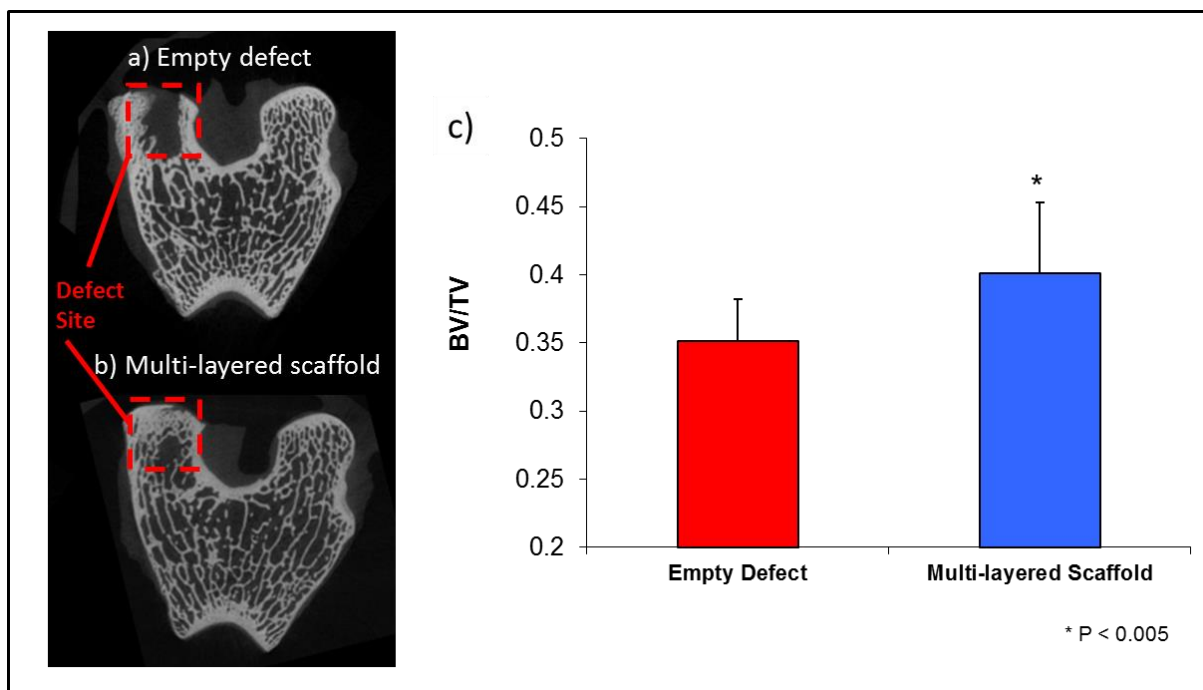 a) Empty defect
Defect
Site
b) Multi-layered scaffold
c)
0.5
0.45
0.4
0.35
0.3
0.25
0.2
BV/TV
*
Empty Defect
Multi-layered Scaffold
* P < 0.005